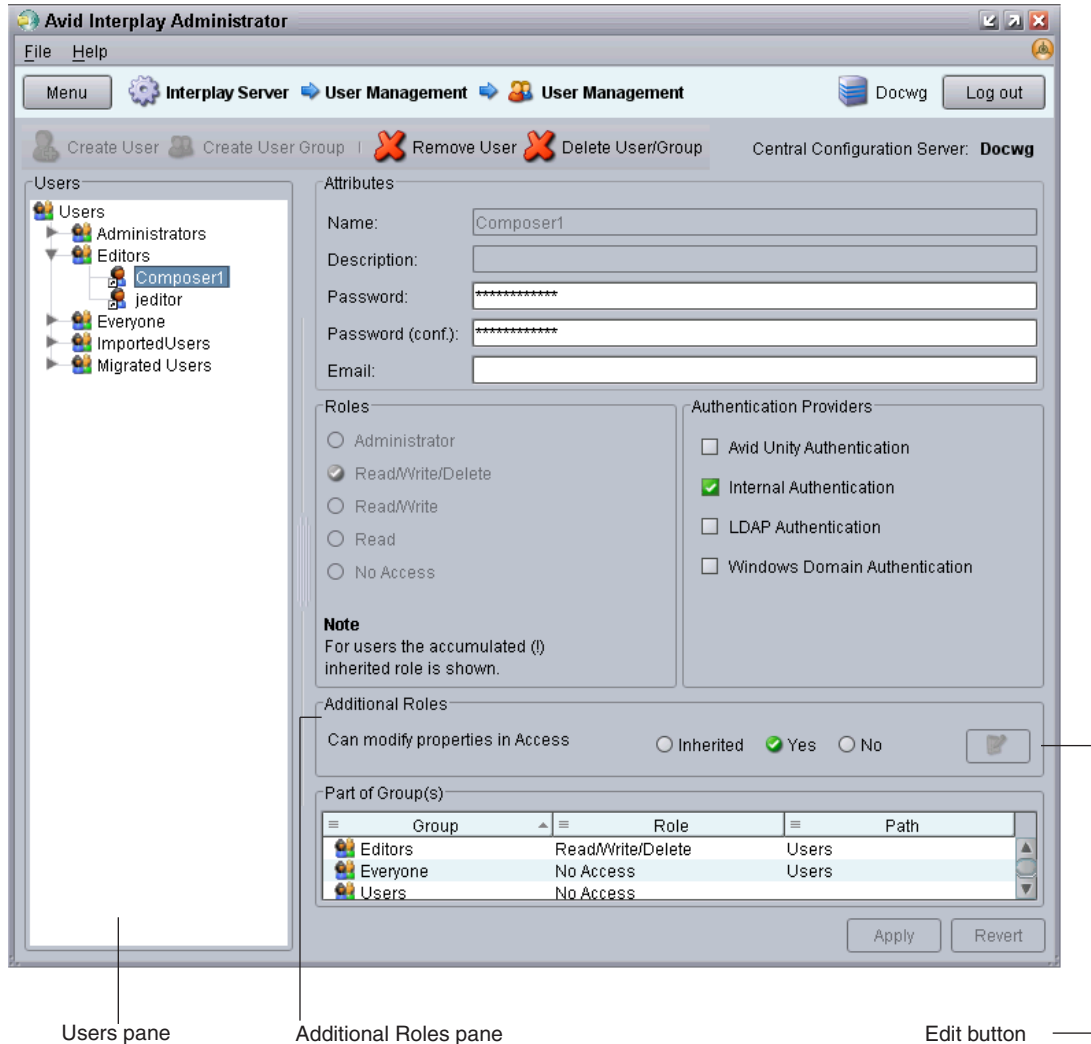 Avid Interplay Administrator
File Help
Menu Interplay Server User Management User Management Docwg Log out
Create User Create User Group Remove User Delete User/Group Central Configuration Server: Docwg
Users
Users
Administrators
Editors
Composer1
jeditor
Everyone
ImportedUsers
Migrated Users
Attributes
Name: Composer1
Description:
Password: ************
Password (conf.): ************
Email:
Roles
Administrator
Read/Write/Delete
Read/Write
Read
No Access
Note
For users the accumulated (!)
inherited role is shown.
Authentication Providers
Avid Unity Authentication
Internal Authentication
LDAP Authentication
Windows Domain Authentication
Additional Roles
Can modify properties in Access Inherited Yes No
Part of Group(s)
Group Role Path
Editors Read/Write/Delete Users
Everyone No Access Users
Users No Access
Apply Revert
Users pane Additional Roles pane Edit button